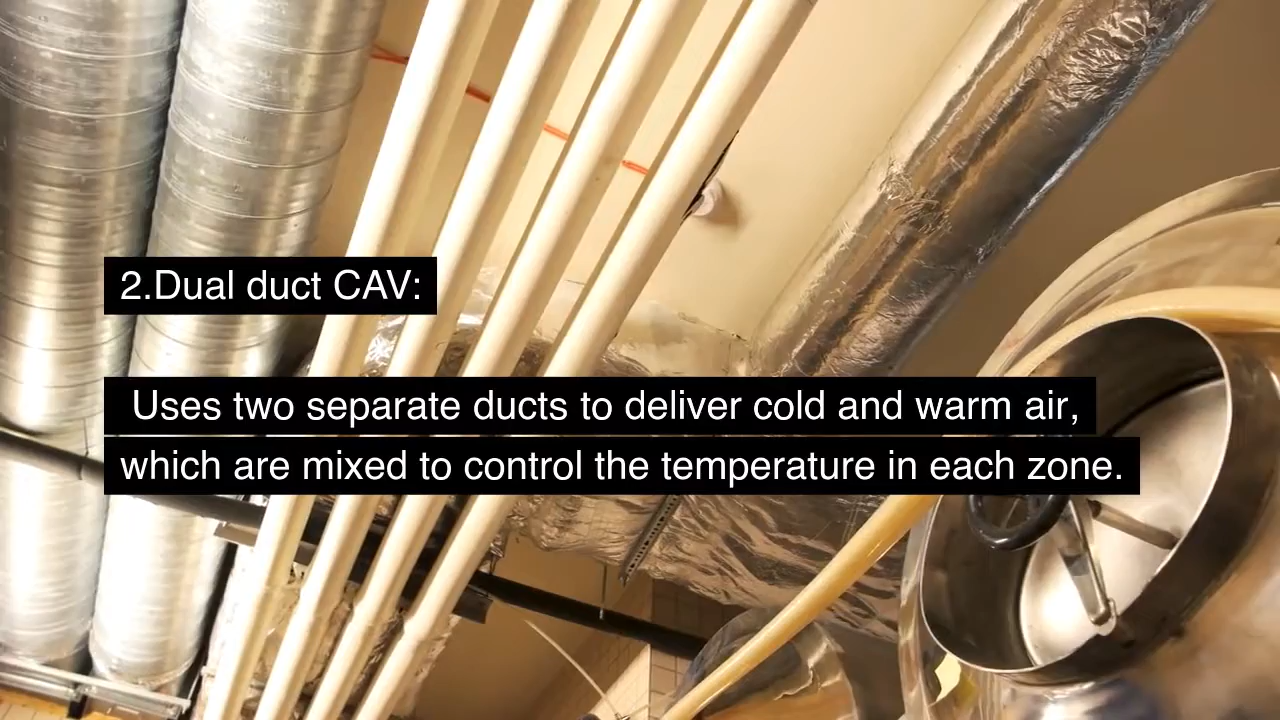 2.Dual duct CAV:
Uses two separate ducts to deliver cold and warm air,
which are mixed to control the temperature in each zone.